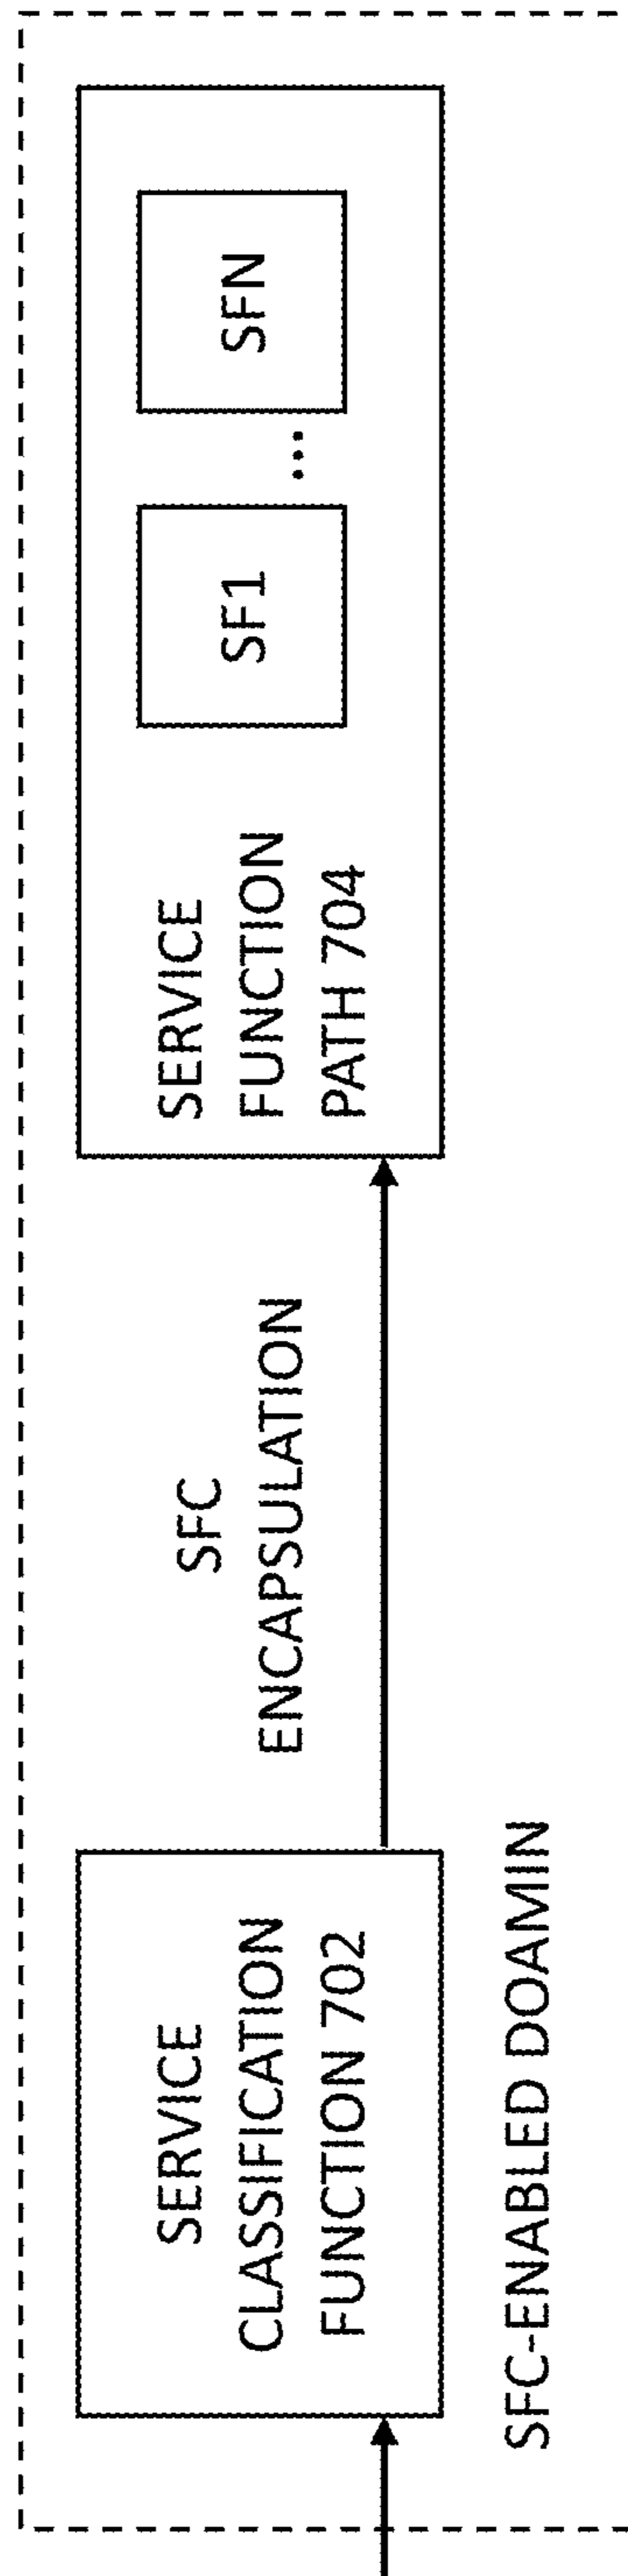 SERVICE
CLASSIFICATION
FUNCTION 702
SFC
ENCAPSULATION
SERVICE
FUNCTION
PATH 704
SF1
...
SFN
SFC-ENABLED DOAMIN